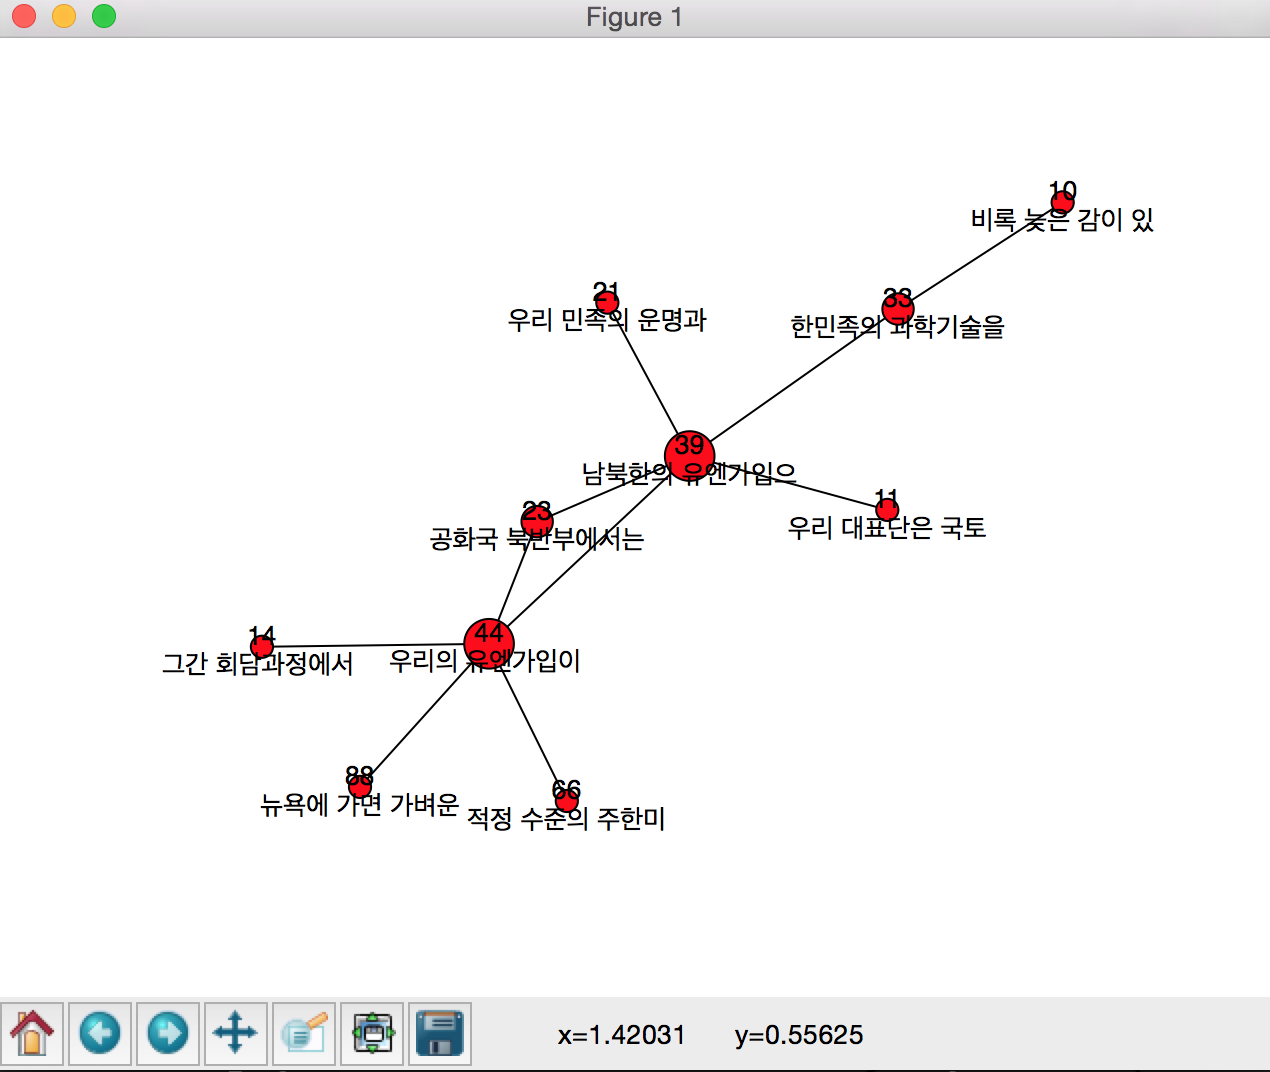 Figure 1
10
비록 늦은 감이 있
21
우리 민족의 운명과
33
한민족의 과학기술을
39
남북한의 유엔가입으
11
우리 대표단은 국토
23
공화국 북반부에서는
14
그간 회담과정에서
44
우리의 유엔가입이
88
뉴욕에 가면 가벼운
66
적정 수준의 주한미
x=1.42031 y=0.55625